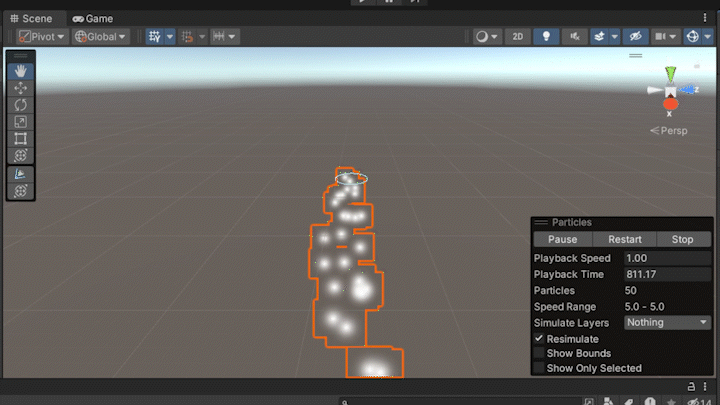 Scene Game
Pivot Global 2D
Z
x
Persp
Particles
Pause Restart Stop
Playback Speed 1.00
Playback Time 811.17
Particles 50
Speed Range 5.0 - 5.0
Simulate Layers Nothing
Resimulate
Show Bounds
Show Only Selected
14